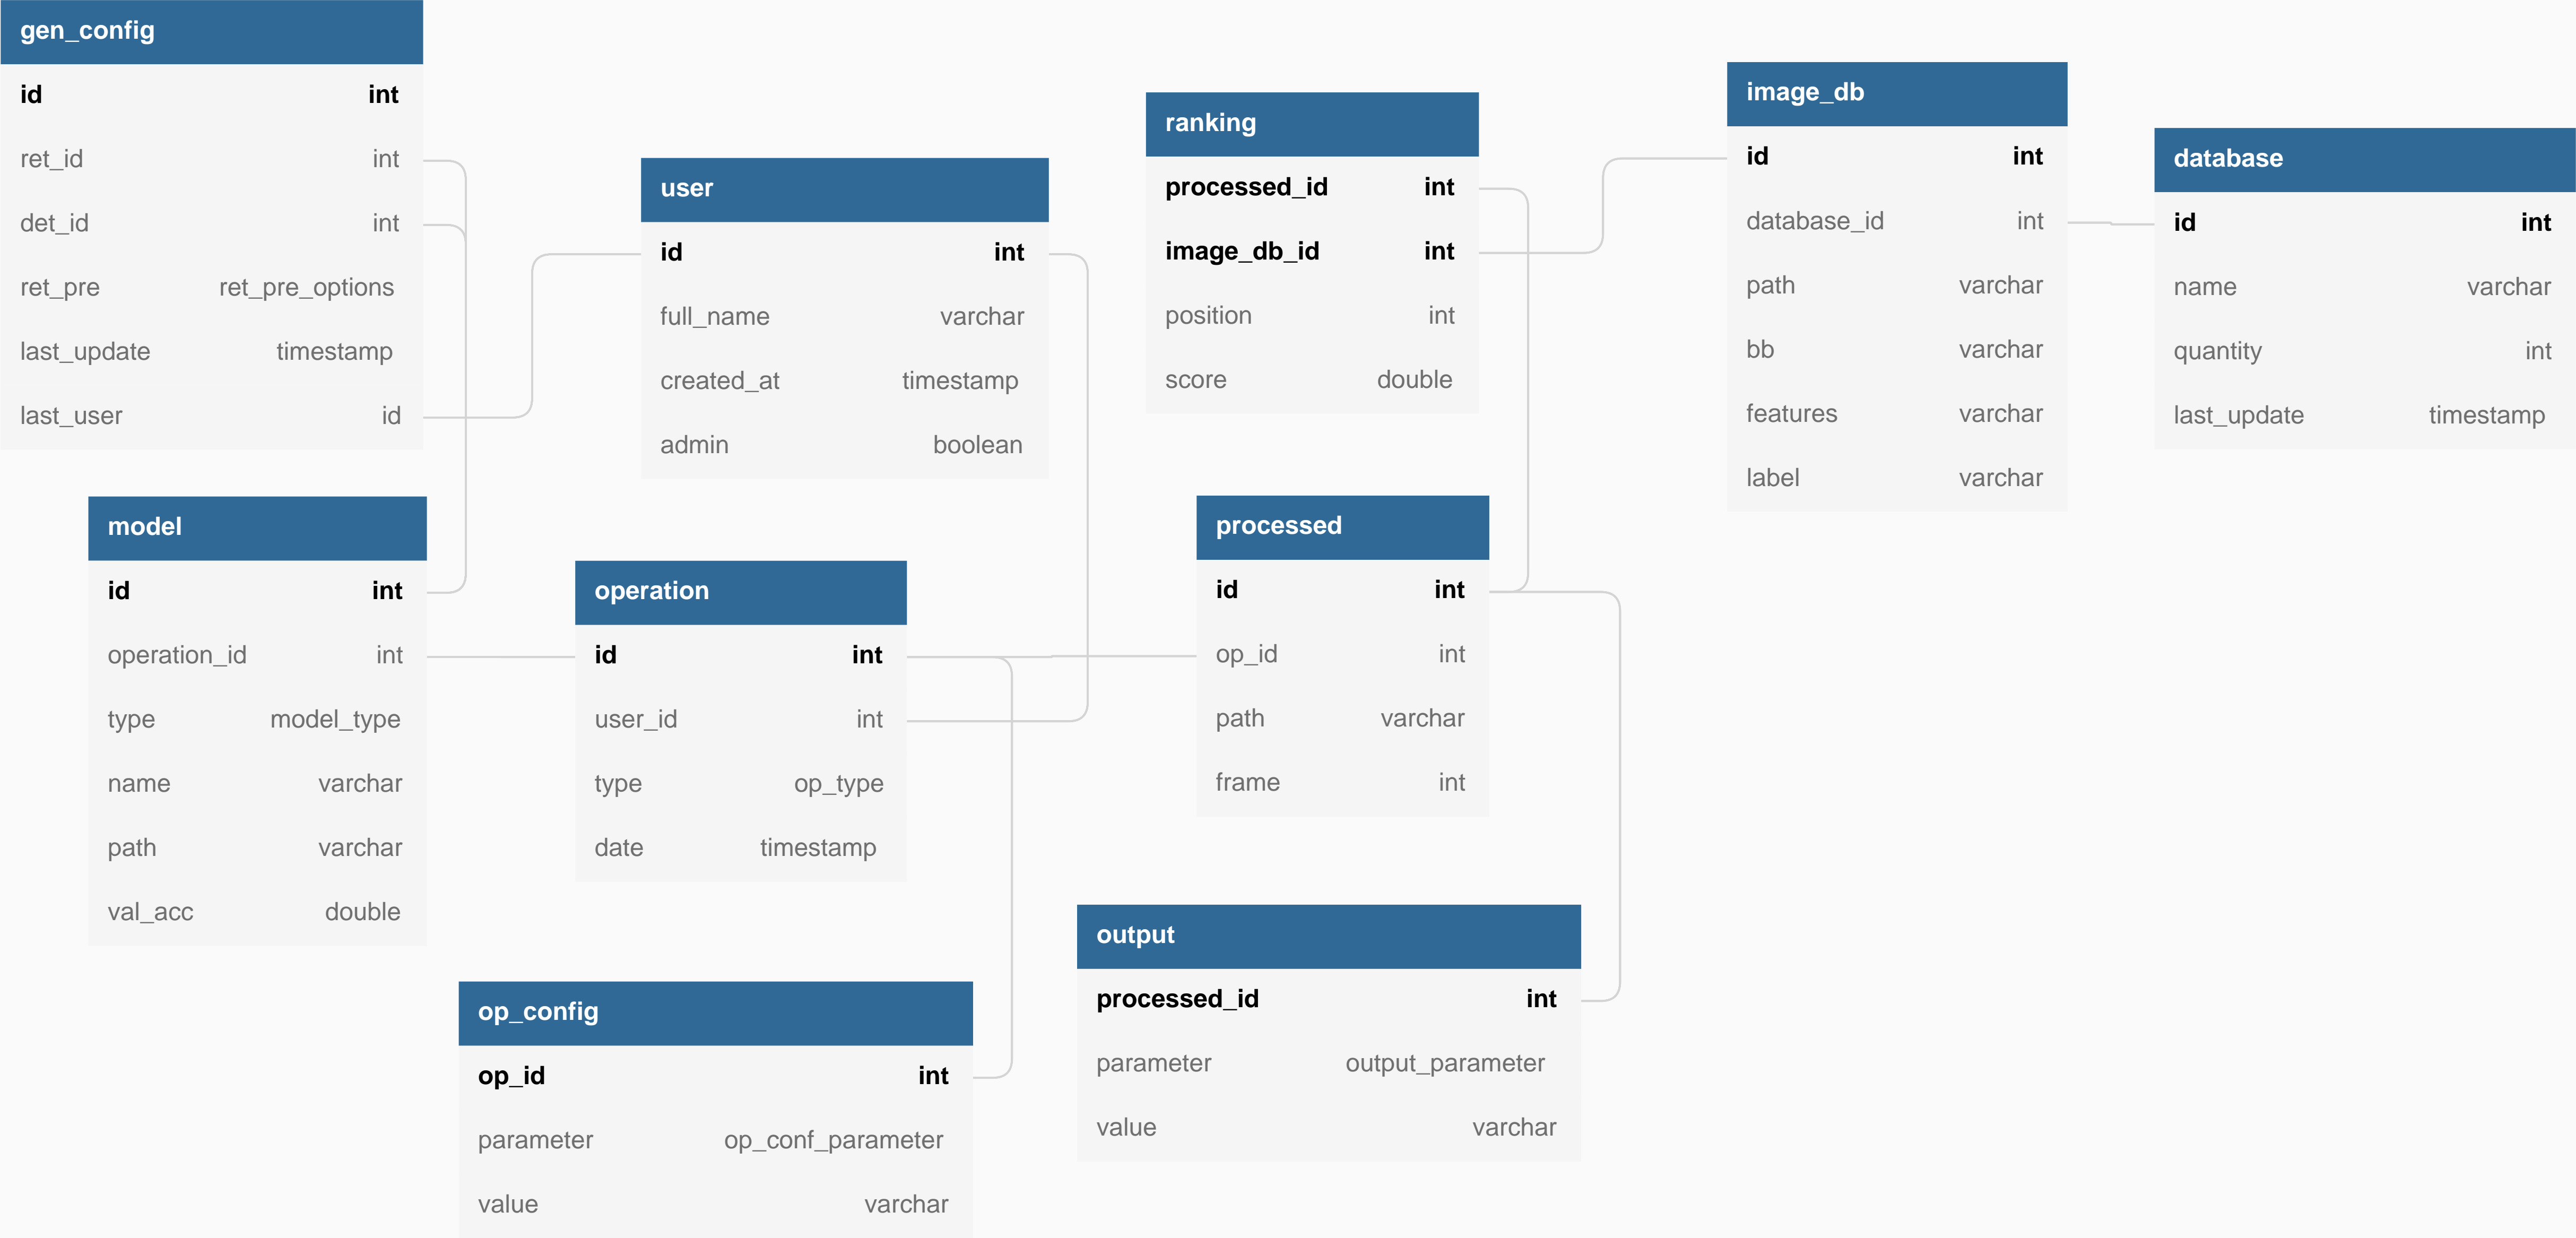 gen_config
id int
ret_id int
det_id int
ret_pre ret_pre_options
last_update timestamp
last_user id
user
id int
full_name varchar
created_at timestamp
admin boolean
ranking
processed_id int
image_db_id int
position int
score double
image_db
id int
database_id int
path varchar
bb varchar
features varchar
label varchar
database
id int
name varchar
quantity int
last_update timestamp
model
id int
operation_id int
type model_type
name varchar
path varchar
val_acc double
operation
id int
user_id int
type op_type
date timestamp
processed
id int
op_id int
path varchar
frame int
op_config
op_id int
parameter op_conf_parameter
value varchar
output
processed_id int
parameter output_parameter
value varchar